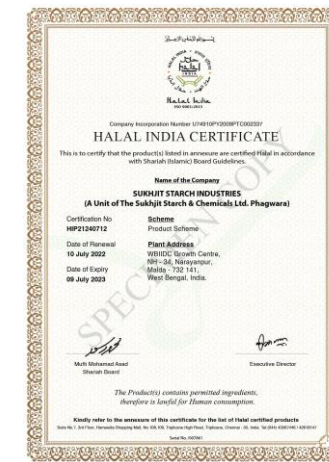 Halal India
ISO 9001:2015
Company Incorporation Number U74910PY2009PTC002337
HALAL INDIA CERTIFICATE
This is to certify that the product(s) listed in annexure are certified Halal in accordance
with Shariah (Islamic) Board Guidelines.
Name of the Company
SUKHJIT STARCH INDUSTRIES
(A Unit of The Sukhjit Starch & Chemicals Ltd. Phagwara)
Certification No
HIP21240712
Scheme
Product Scheme
Date of Renewal
10 July 2022
Plant Address
WBIIDC Growth Centre,
NH - 34, Narayanpur,
Malda - 732 141,
West Bengal, India.
Date of Expiry
09 July 2023
SPECIMEN COPY
Mufti Mohamad Asad
Shariah Board
Executive Director
The Product(s) contains permitted ingredients,
therefore is lawful for Human consumption.
Kindly refer to the annexure of this certificate for the list of Halal certified products